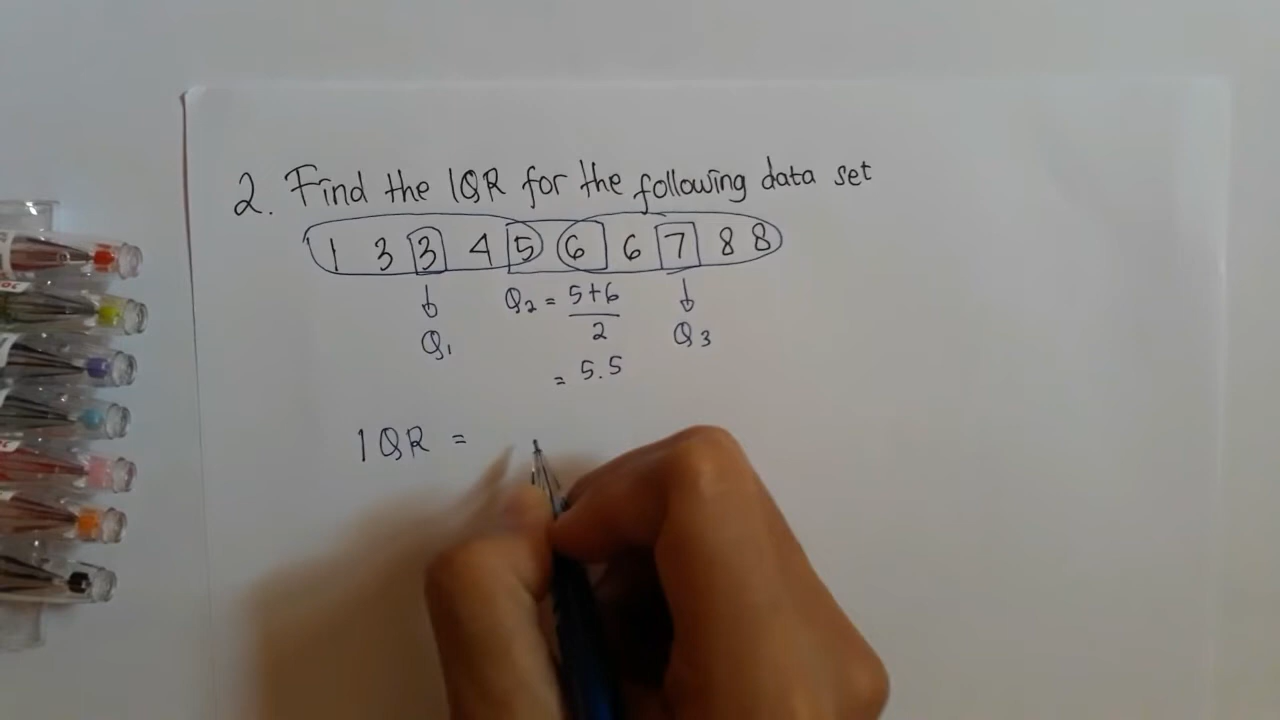 2. Find the IQR for the following data set
1 3 3 4 5 6 6 7 8 8
Q2 = 5+6
2
Q1
Q3
= 5.5
IQR =